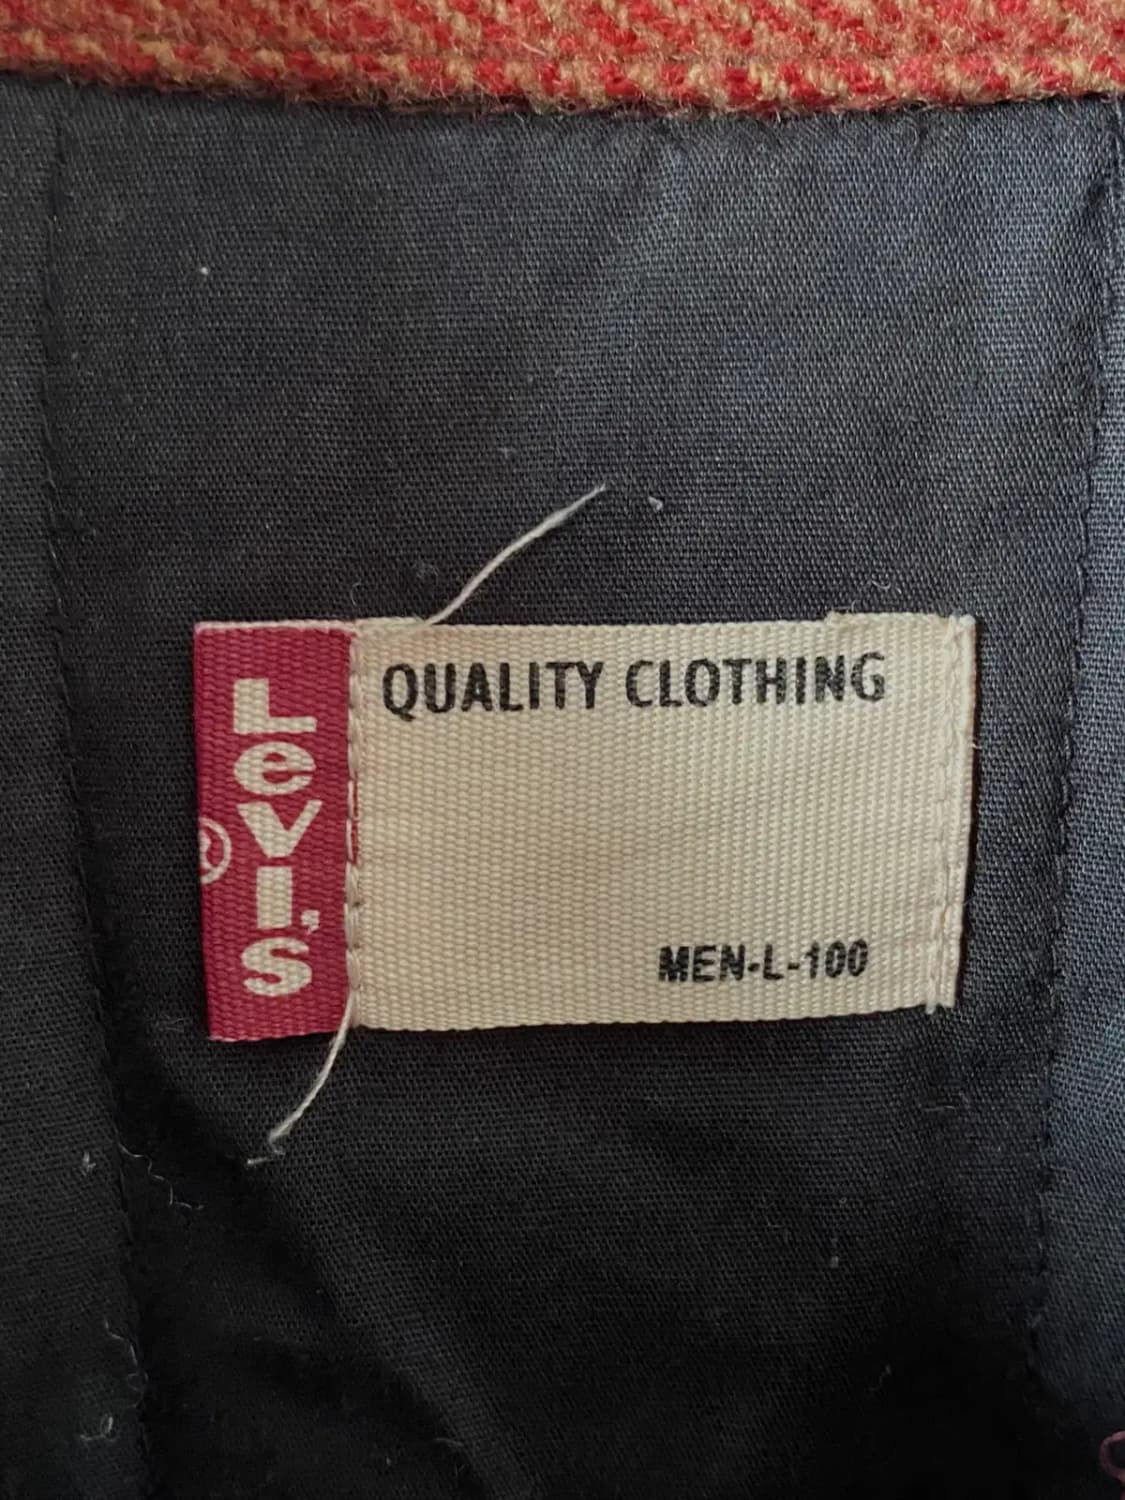 Levi's
®
QUALITY CLOTHING
MEN-L-100